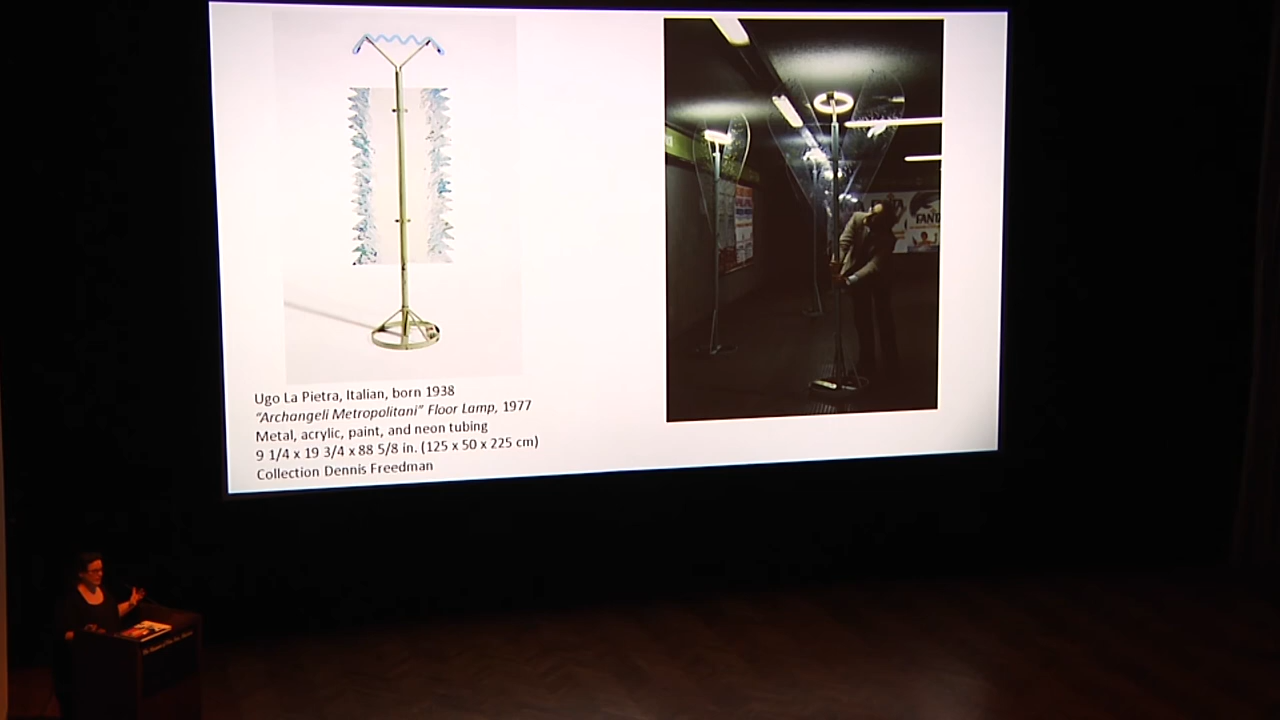 Ugo La Pietra, Italian, born 1938
“Archangeli Metropolitani” Floor Lamp, 1977
Metal, acrylic, paint, and neon tubing
9 1/4 x 19 3/4 x 88 5/8 in. (125 x 50 x 225 cm)
Collection Dennis Freedman
FANTA